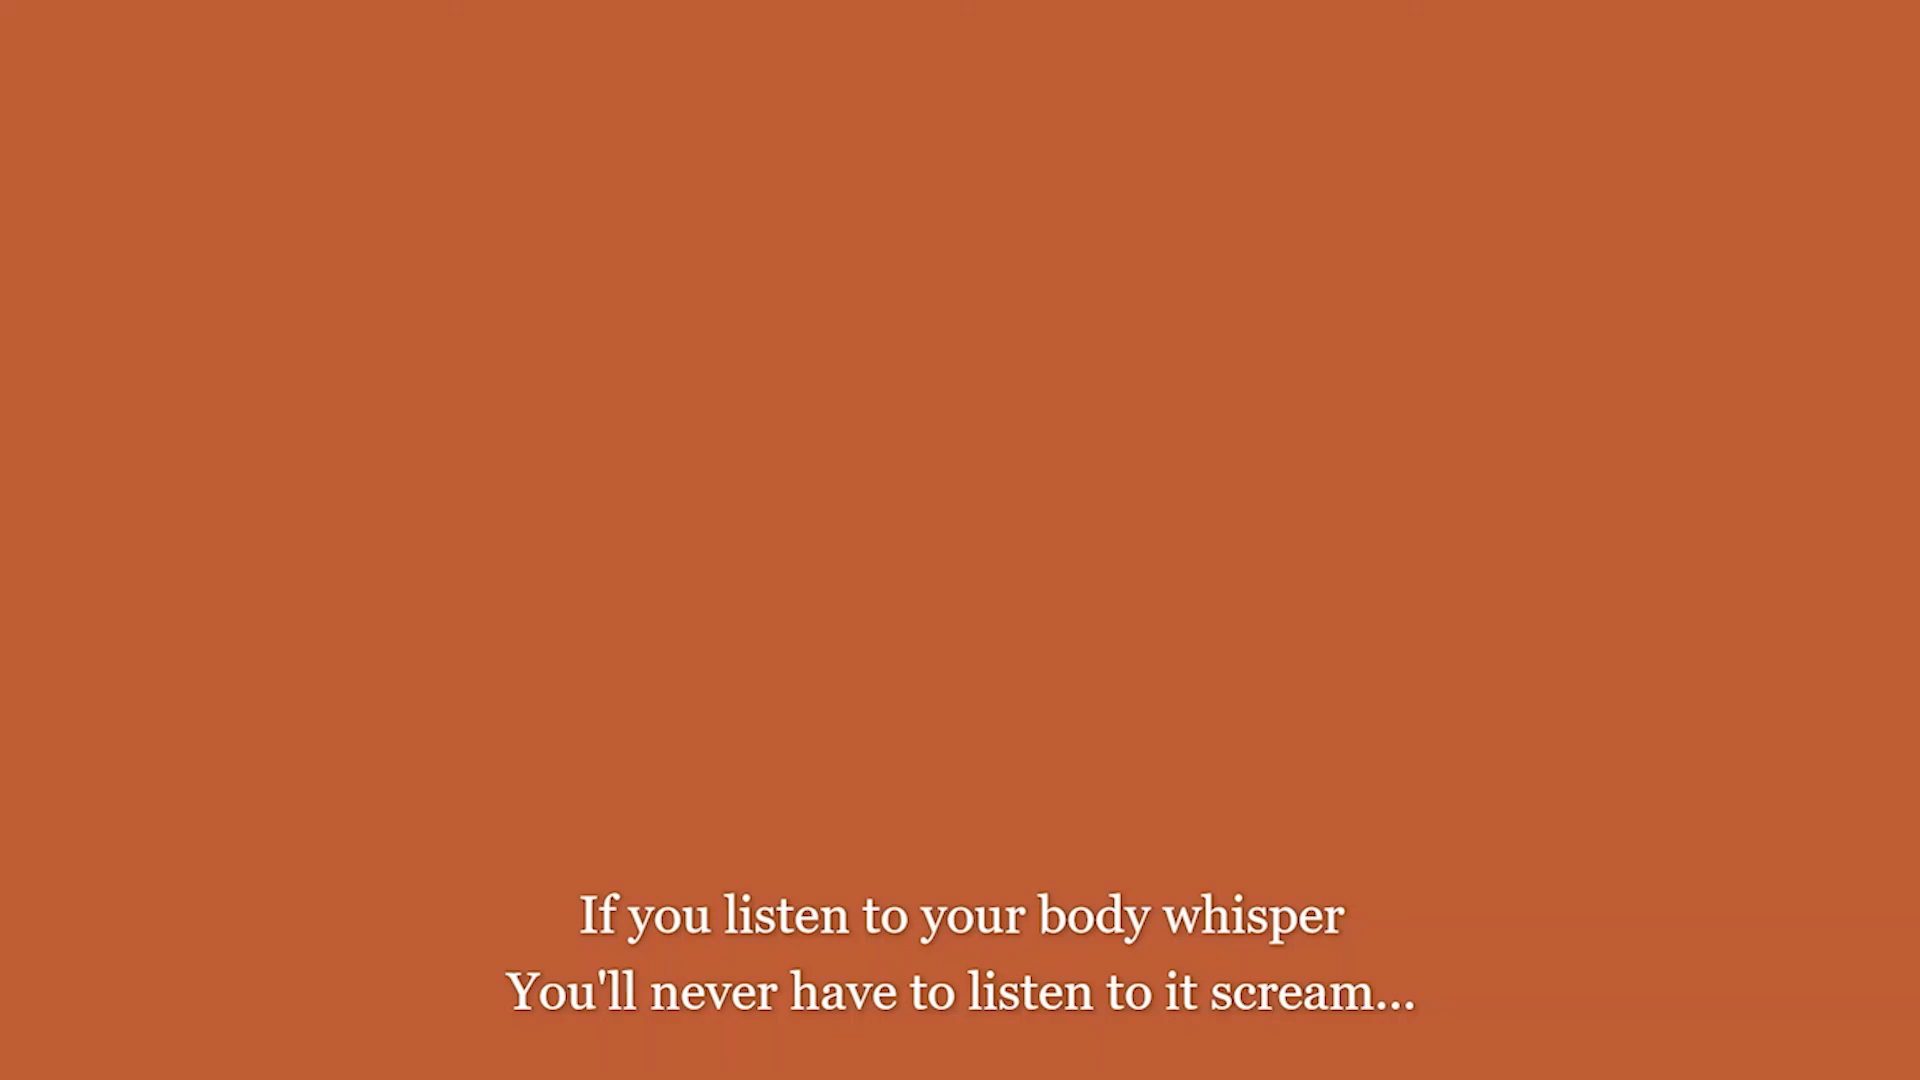 If you listen to your body whisper
You'll never have to listen to it scream...